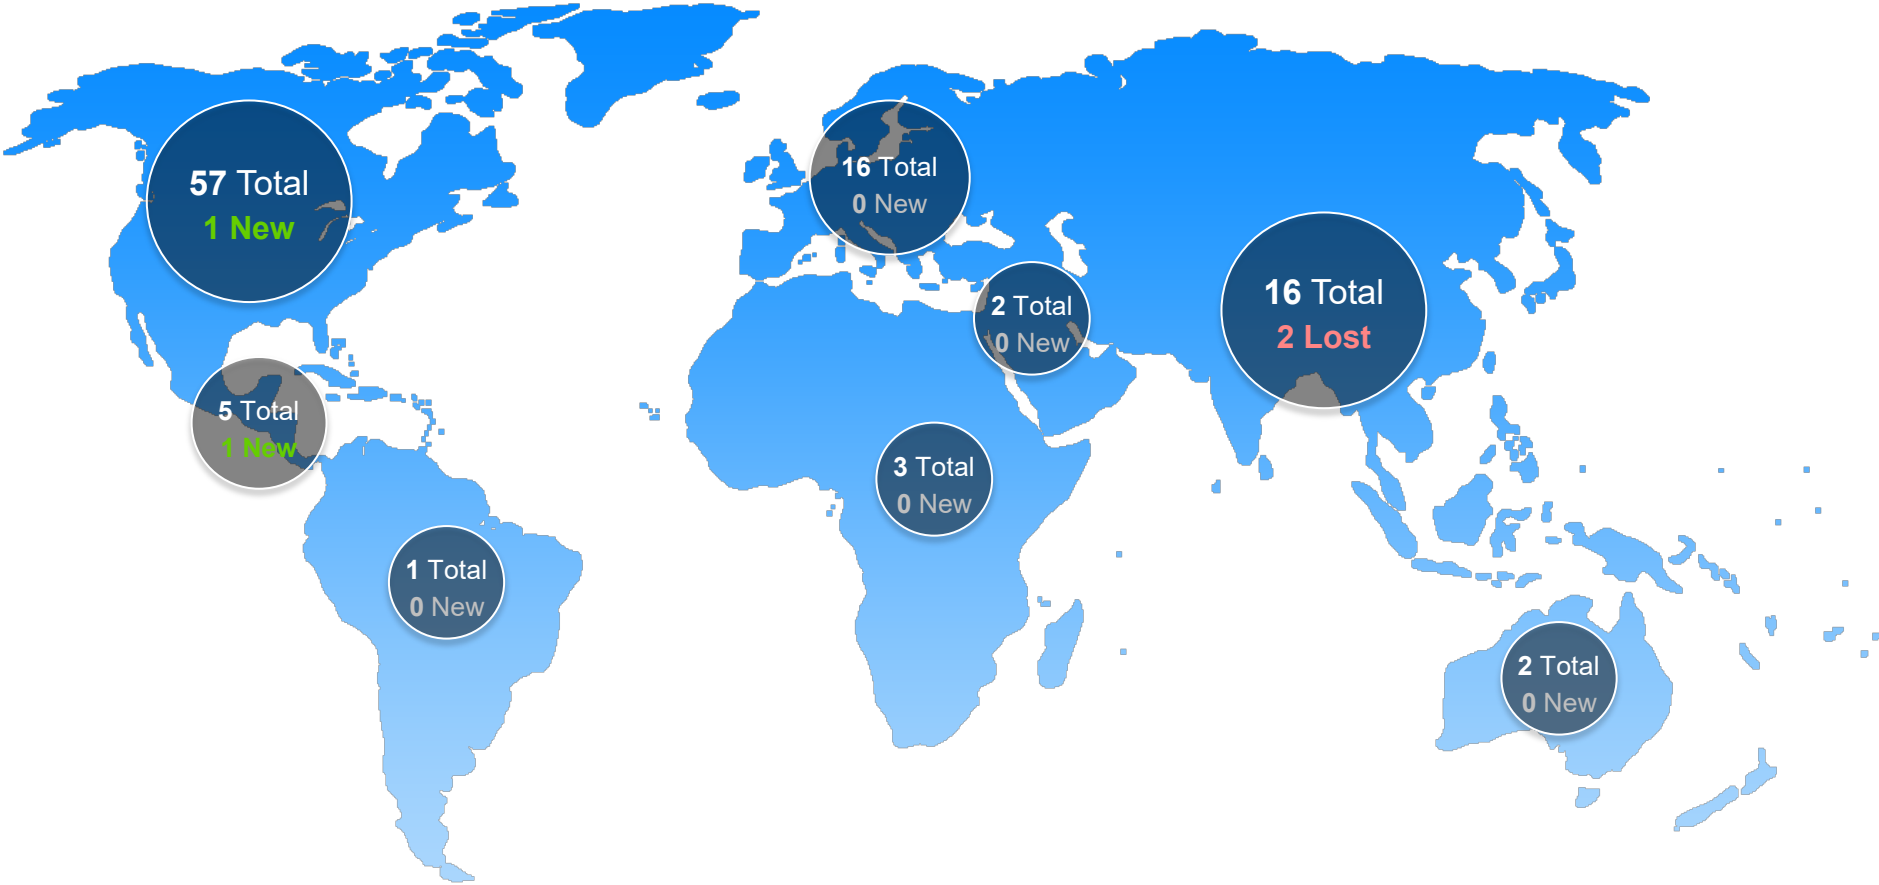 57 Total
1 New
16 Total
0 New
2 Total
0 New
16 Total
2 Lost
5 Total
1 New
3 Total
0 New
1 Total
0 New
2 Total
0 New